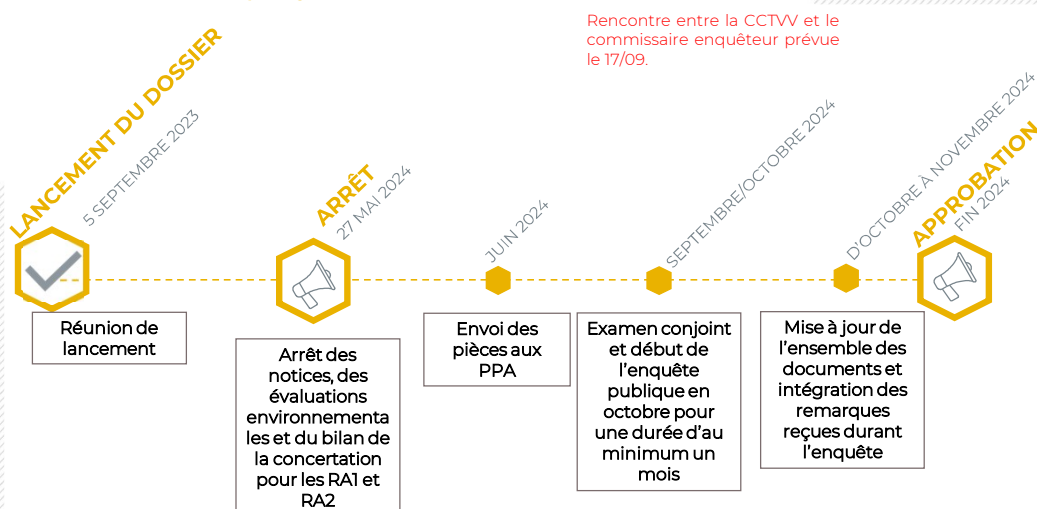 Rencontre entre la CCTVV et le
commissaire enquêteur prévue
le 17/09.
LANCEMENT DU DOSSIER
5 SEPTEMBRE 2023
ARRÊT
27 MAI 2024
JUIN 2024
SEPTEMBRE/OCTOBRE 2024
D'OCTOBRE À NOVEMBRE 2024
APPROBATION
FIN 2024
Réunion de
lancement
Arrêt des
notices, des
évaluations
environnementa
les et du bilan de
la concertation
pour les RA1 et
RA2
Envoi des
pièces aux
PPA
Examen conjoint
et début de
l'enquête
publique en
octobre pour
une durée d'au
minimum un
mois
Mise à jour de
l'ensemble des
documents et
intégration des
remarques
reçues durant
l'enquête